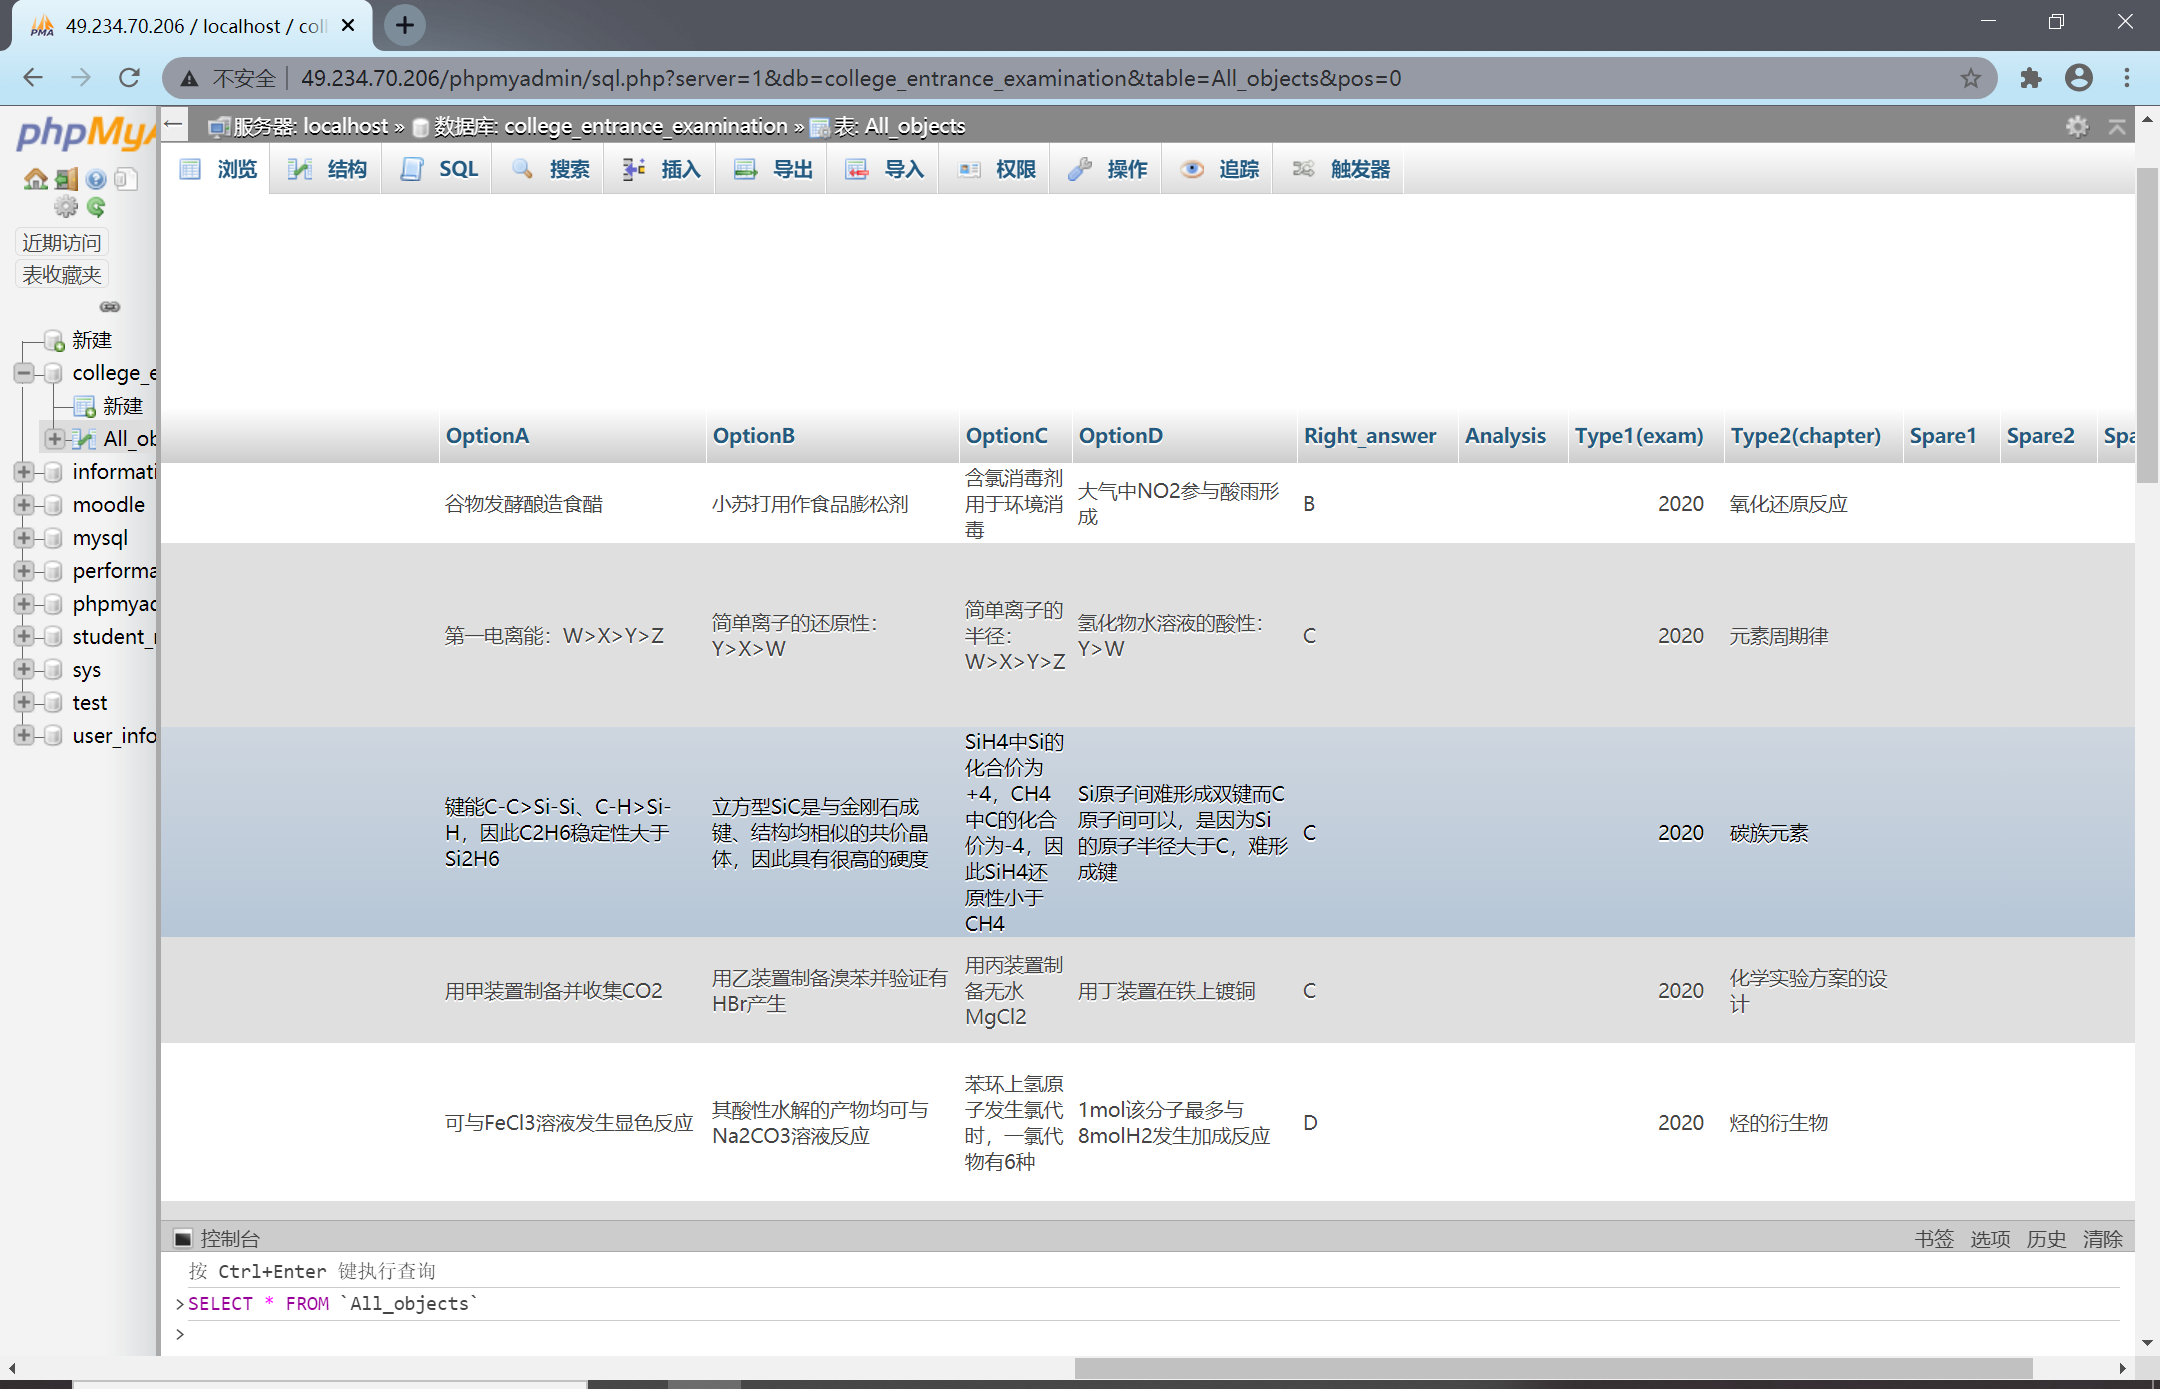 49.234.70.206 / localhost / coll
不安全 49.234.70.206/phpmyadmin/sql.php?server=1&db=college_entrance_examination&table=All_objects&pos=0
phpMyA
服务器: localhost » 数据库: college_entrance_examination » 表: All_objects
浏览 结构 SQL 搜索 插入 导出 导入 权限 操作 追踪 触发器
近期访问
表收藏夹
新建
college_e
新建
All_ob
informati
moodle
mysql
performa
phpmyad
student_r
sys
test
user_info
OptionA OptionB OptionC OptionD Right_answer Analysis Type1(exam) Type2(chapter) Spare1 Spare2 Spa
谷物发酵酿造食醋
小苏打用作食品膨松剂
含氯消毒剂
用于环境消
毒
大气中NO2参与酸雨形
成
B
2020
氧化还原反应
第一电离能：W>X>Y>Z
简单离子的还原性：
Y>X>W
简单离子的
半径：
W>X>Y>Z
氢化物水溶液的酸性：
Y>W
C
2020
元素周期律
键能C-C>Si-Si、C-H>Si-
H，因此C2H6稳定性大于
Si2H6
立方型SiC是与金刚石成
键、结构均相似的共价晶
体，因此具有很高的硬度
SiH4中Si的
化合价为
+4，CH4
中C的化合
价为-4，因
此SiH4还
原性小于
CH4
Si原子间难形成双键而C
原子间可以，是因为Si
的原子半径大于C，难形
成键
C
2020
碳族元素
用甲装置制备并收集CO2
用乙装置制备溴苯并验证有
HBr产生
用丙装置制
备无水
MgCl2
用丁装置在铁上镀铜
C
2020
化学实验方案的设
计
可与FeCl3溶液发生显色反应
其酸性水解的产物均可与
Na2CO3溶液反应
苯环上氢原
子发生氯代
时，一氯代
物有6种
1mol该分子最多与
8molH2发生加成反应
D
2020
烃的衍生物
控制台 书签 选项 历史 清除
按 Ctrl+Enter 键执行查询
>SELECT * FROM `All_objects`
>